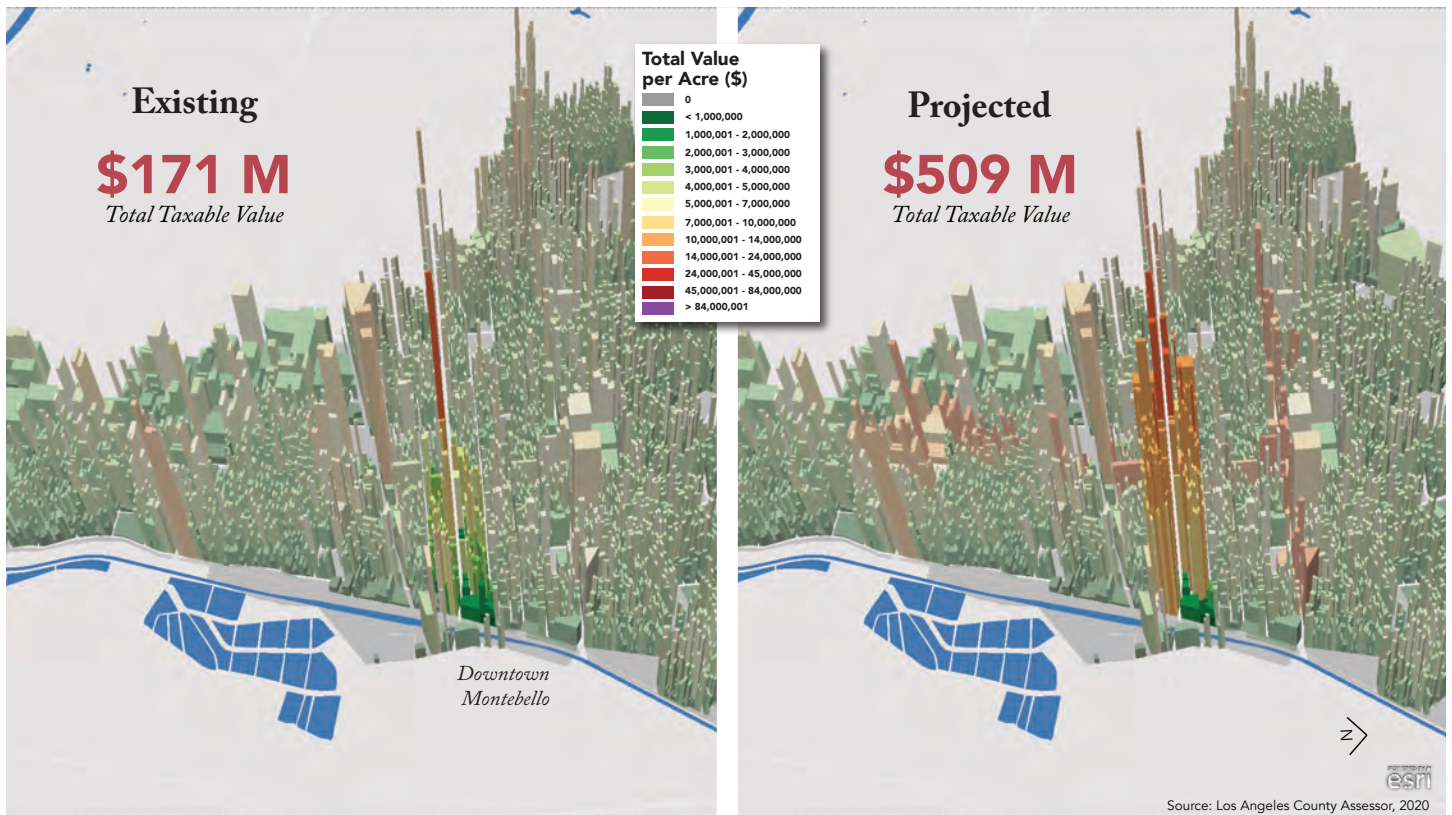 Existing
$171 M
Total Taxable Value
Total Value
per Acre ($)
0
< 1,000,000
1,000,001 - 2,000,000
2,000,001 - 3,000,000
3,000,001 - 4,000,000
4,000,001 - 5,000,000
5,000,001 - 7,000,000
7,000,001 - 10,000,000
10,000,001 - 14,000,000
14,000,001 - 24,000,000
24,000,001 - 45,000,000
45,000,001 - 84,000,000
> 84,000,001
Projected
$509 M
Total Taxable Value
Downtown
Montebello
N
esri
Source: Los Angeles County Assessor, 2020